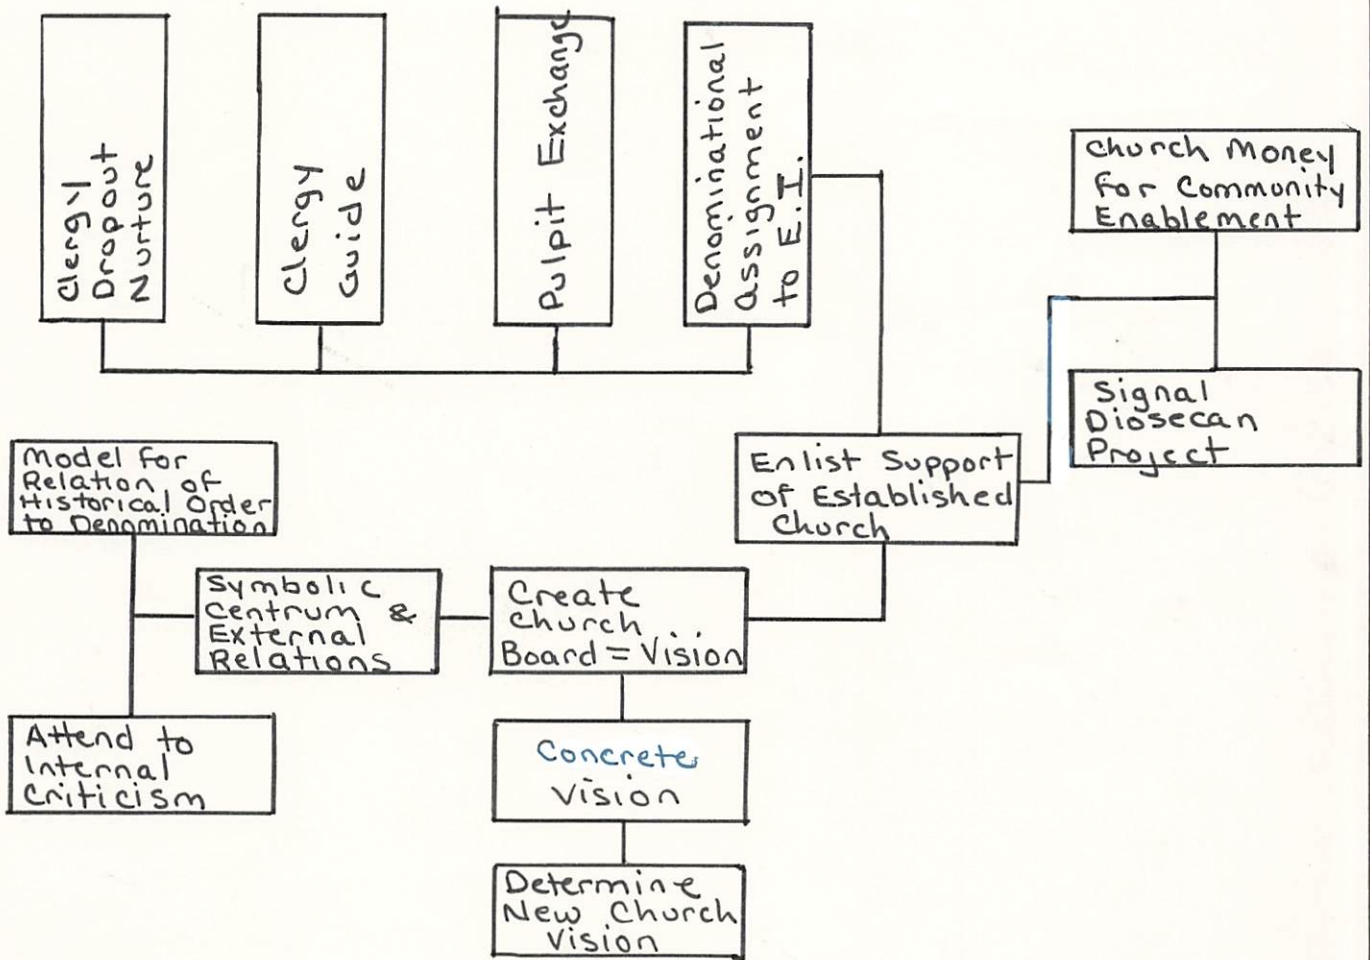 Clergy
Dropout
Nurture
Clergy
Guide
Pulpit Exchange
Denominational
assignment
to E.I.
Church Money
For Community
Enablement
Signal
Diosecan
Project
Enlist Support
of Established
Church
Model For
Relation of
Historical Order
to Denomination
Symbolic
Centrum &
External
Relations
Create
Church
Board = Vision
Attend to
Internal
Criticism
Concrete
Vision
Determine
New Church
Vision